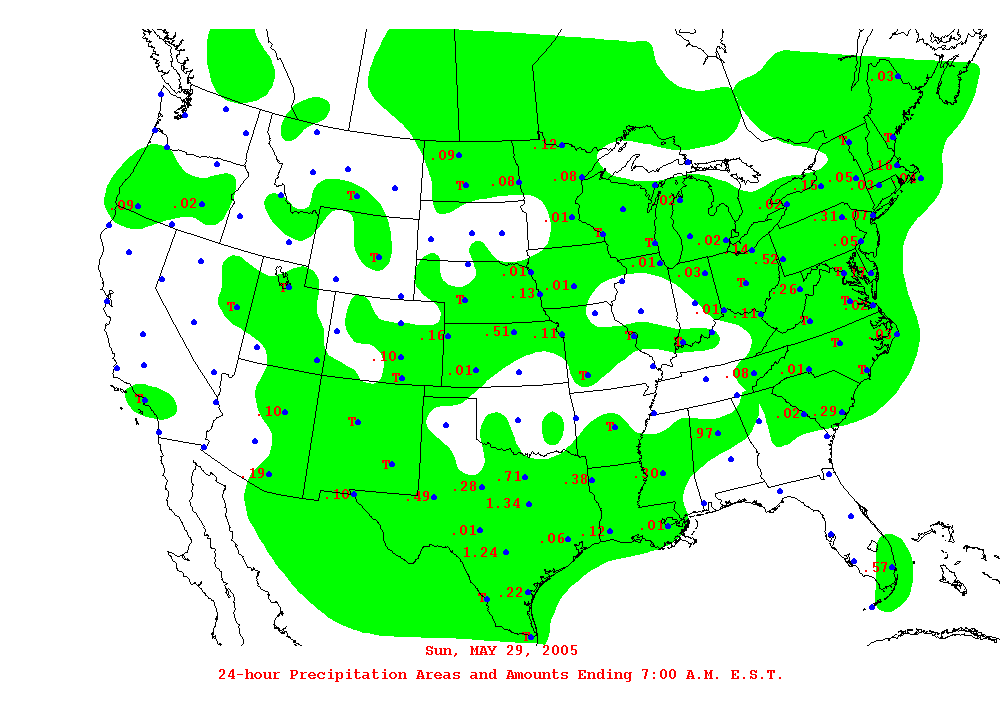 .03
T
T
.12
.09
.16
T
.08
.08
.05
.03
.02
.15
T
.09
.02
.02
.02
.01
.31
.07
T
T
.02
.14
.05
T
.52
.01
.01
.03
T
T
.01
.13
T
.26
T
T
.02
.01
.11
T
.16
.51
.11
T
T
.03
T
.10
.01
T
T
.08
.01
T
T
.10
T
T
.02
.29
.97
T
.19
.71
.38
.30
.10
.49
.28
1.34
.01
.06
.12
.01
1.24
.57
T
.22
T
Sun, MAY 29, 2005
24-hour Precipitation Areas and Amounts Ending 7:00 A.M. E.S.T.